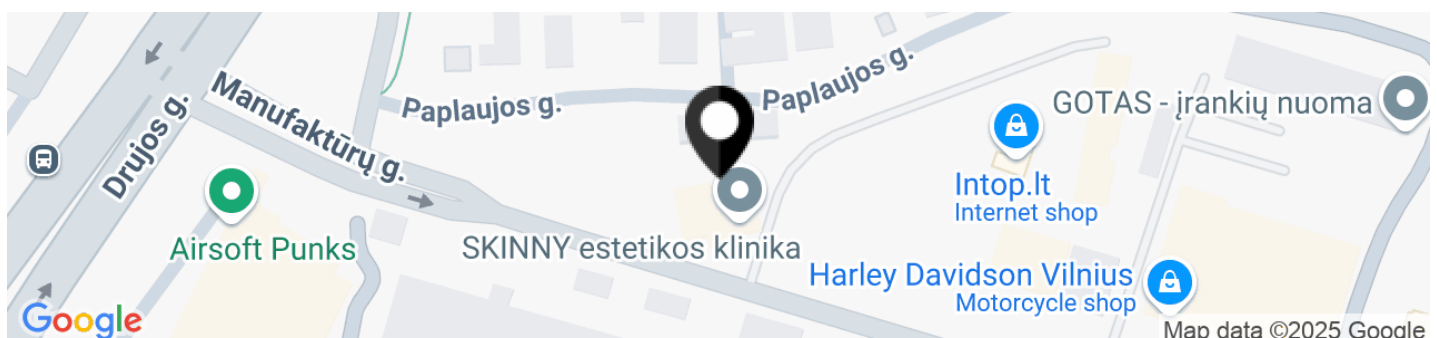 Paplaujos g.
Paplaujos g.
Manufaktūrų g.
Drujos g.
GOTAS - įrankių nuoma
Intop.lt
Internet shop
Airsoft Punks
SKINNY estetikos klinika
Harley Davidson Vilnius
Motorcycle shop
Google
Map data ©2025 Google